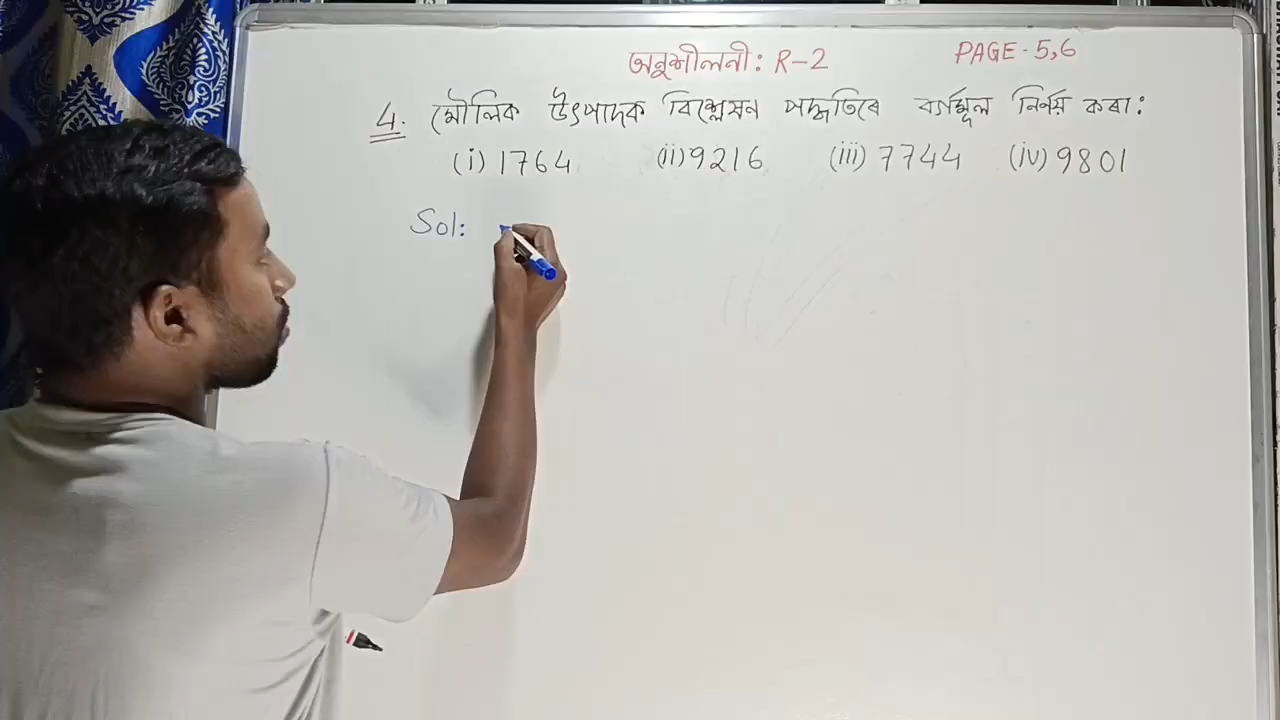 অনুশীলনী: R-2 PAGE-5,6
4. মৌলিক উৎপাদক বিশ্লেষন পদ্ধতিৰে বৰ্গমূল নিৰ্ণয় কৰা:
(i) 1764 (ii) 9216 (iii) 7744 (iv) 9801
Sol: